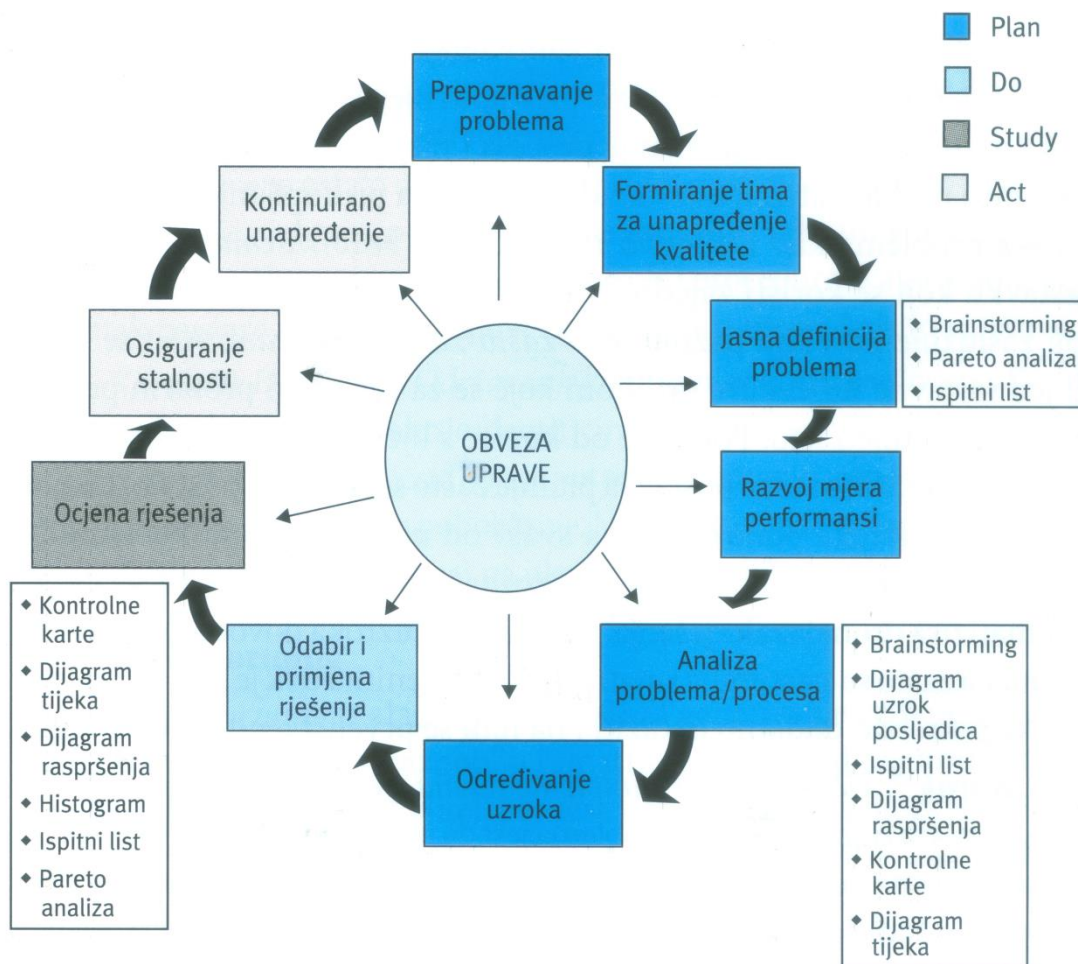 Plan
Do
Study
Act
Prepoznavanje
problema
Formiranje tima
za unapređenje
kvalitete
Jasna definicija
problema
◆ Brainstorming
◆ Pareto analiza
◆ Ispitni list
Razvoj mjera
performansi
Analiza
problema/procesa
◆ Brainstorming
◆ Dijagram
uzrok
posljedica
◆ Ispitni list
◆ Dijagram
raspršenja
◆ Kontrolne
karte
◆ Dijagram
tijeka
Određivanje
uzroka
Odabir i
primjena
rješenja
Ocjena rješenja
◆ Kontrolne
karte
◆ Dijagram
tijeka
◆ Dijagram
raspršenja
◆ Histogram
◆ Ispitni list
◆ Pareto
analiza
Osiguranje
stalnosti
Kontinuirano
unapređenje
OBVEZA
UPRAVE